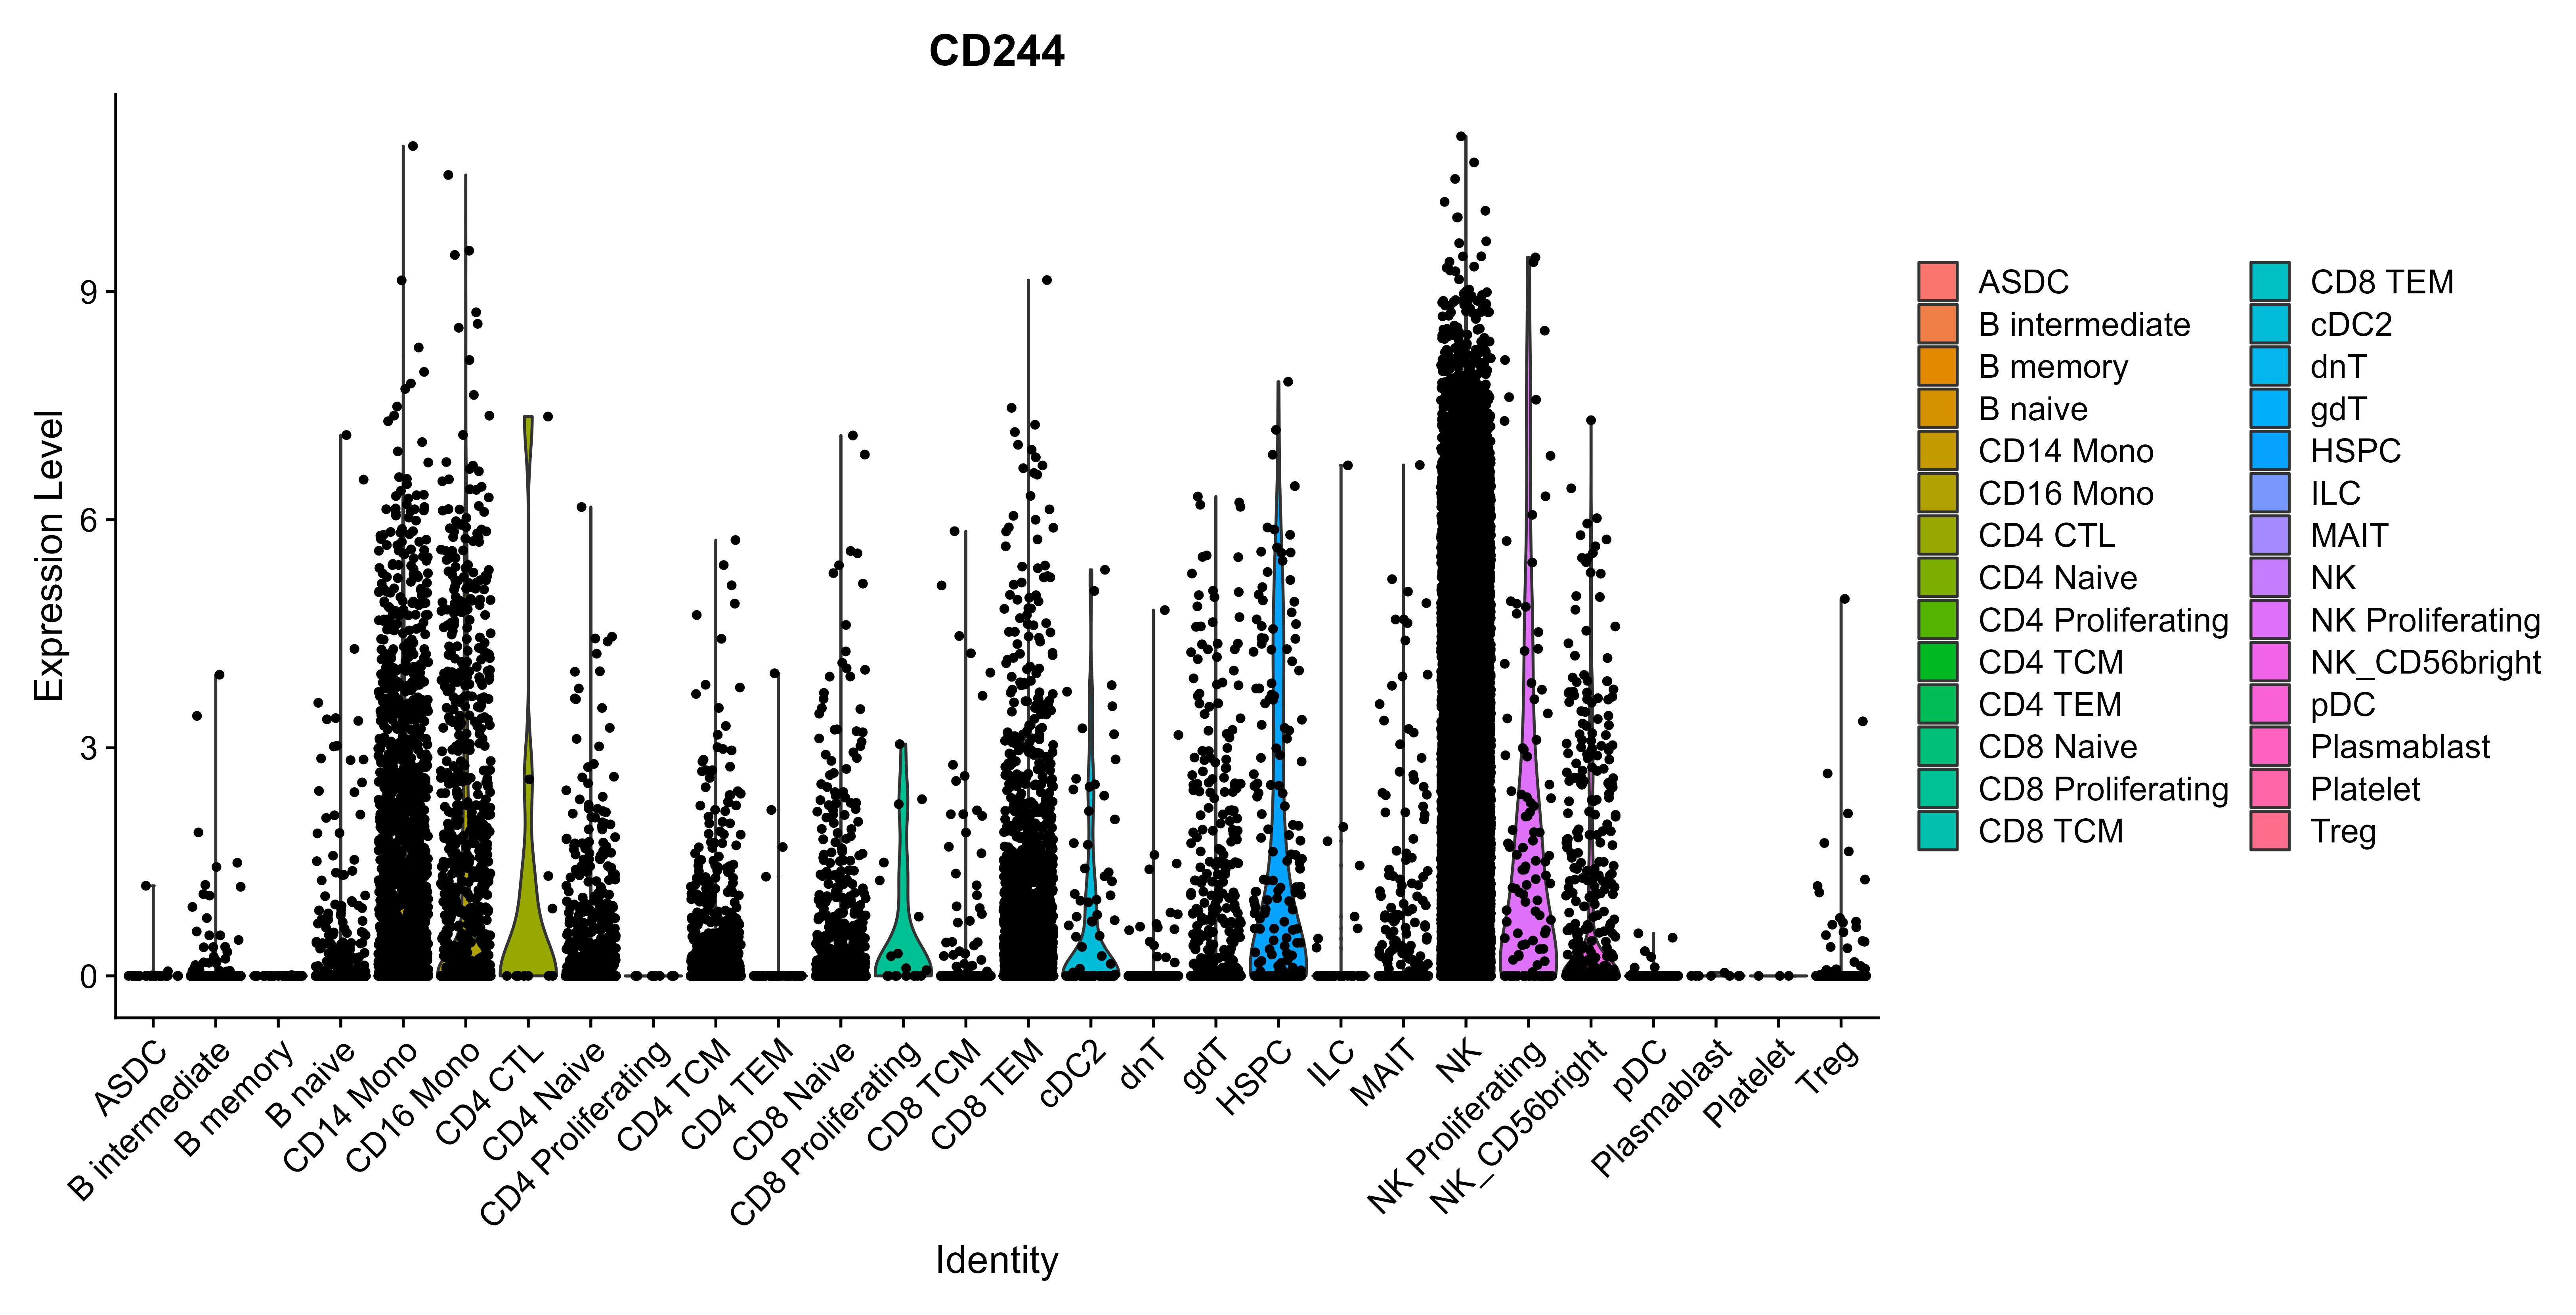 CD244
Expression Level
9
6
3
0
ASDC
B intermediate
B memory
B naive
CD14 Mono
CD16 Mono
CD4 CTL
CD4 Naive
CD4 Proliferating
CD4 TCM
CD4 TEM
CD8 Naive
CD8 Proliferating
CD8 TCM
CD8 TEM
cDC2
dnT
gdT
HSPC
ILC
MAIT
NK
NK Proliferating
NK_CD56bright
pDC
Plasmablast
Platelet
Treg
Identity
ASDC
B intermediate
B memory
B naive
CD14 Mono
CD16 Mono
CD4 CTL
CD4 Naive
CD4 Proliferating
CD4 TCM
CD4 TEM
CD8 Naive
CD8 Proliferating
CD8 TCM
CD8 TEM
cDC2
dnT
gdT
HSPC
ILC
MAIT
NK
NK Proliferating
NK_CD56bright
pDC
Plasmablast
Platelet
Treg